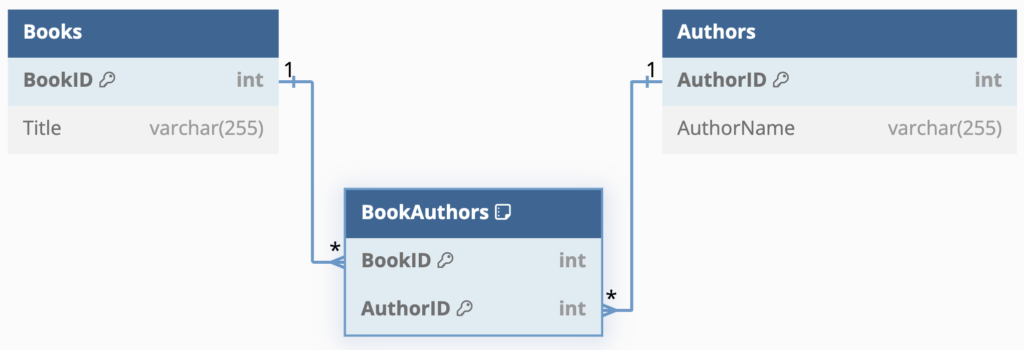 Books
BookID int
Title varchar(255)
1
*
Authors
AuthorID int
AuthorName varchar(255)
1
*
BookAuthors
BookID int
AuthorID int